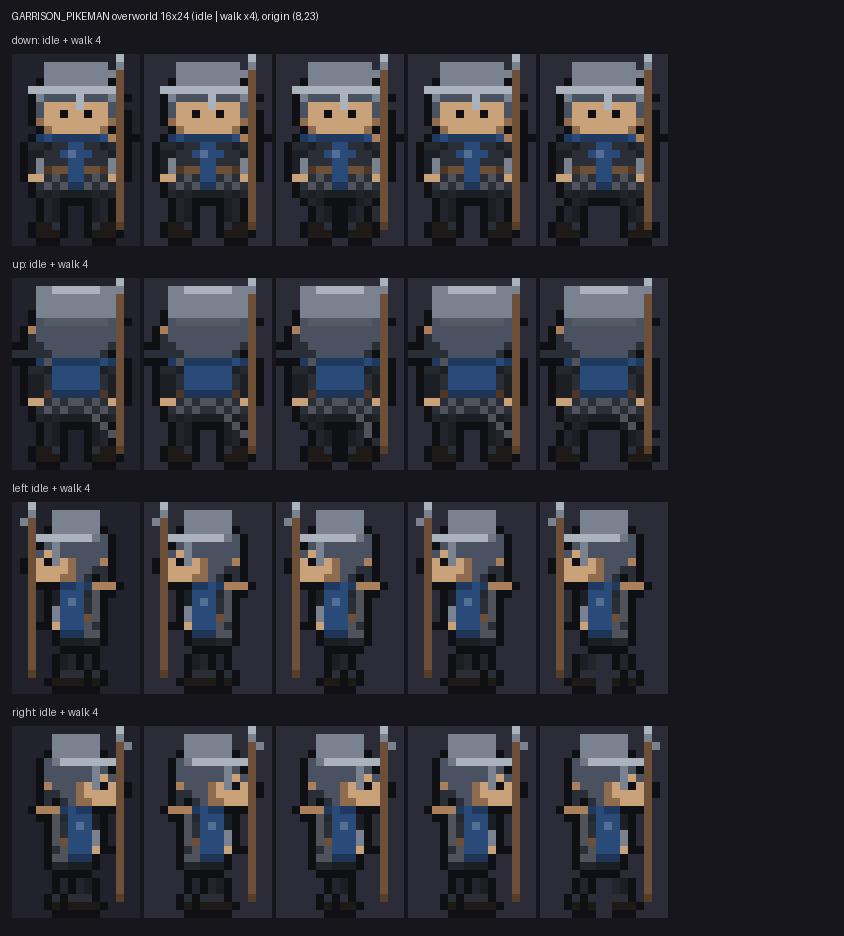 GARRISON_PIKEMAN overworld 16x24 (idle | walk x4), origin (8,23)
down: idle + walk 4
up: idle + walk 4
left: idle + walk 4
right: idle + walk 4